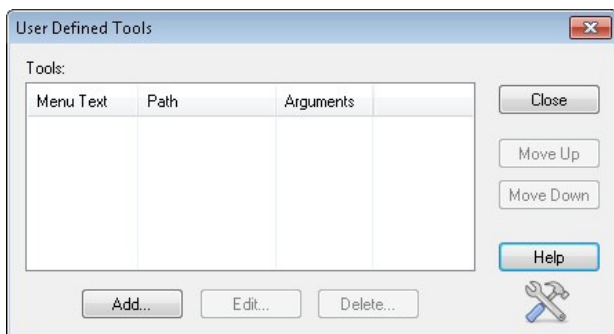 User Defined Tools
Tools:
Menu Text Path Arguments
Close
Move Up
Move Down
Help
Add... Edit... Delete...